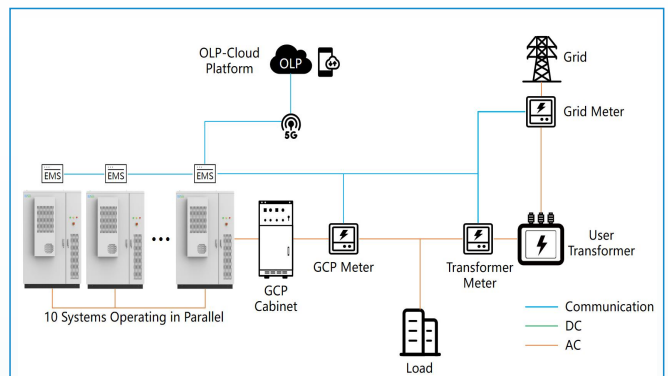 OLP-Cloud
Platform
OLP
5G
Grid
Grid Meter
EMS
EMS
EMS
GCP
Cabinet
GCP Meter
Transformer
Meter
User
Transformer
10 Systems Operating in Parallel
Load
Communication
DC
AC